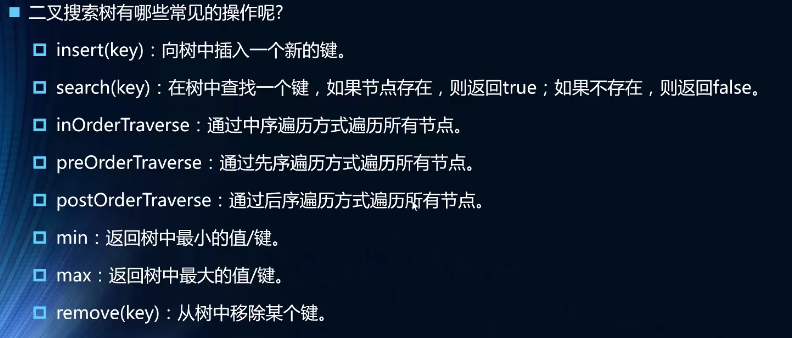 二叉搜索树有哪些常见的操作呢?
insert(key)：向树中插入一个新的键。
search(key)：在树中查找一个键，如果节点存在，则返回true；如果不存在，则返回false。
inOrderTraverse：通过中序遍历方式遍历所有节点。
preOrderTraverse：通过先序遍历方式遍历所有节点。
postOrderTraverse：通过后序遍历方式遍历所有节点。
min：返回树中最小的值/键。
max：返回树中最大的值/键。
remove(key)：从树中移除某个键。